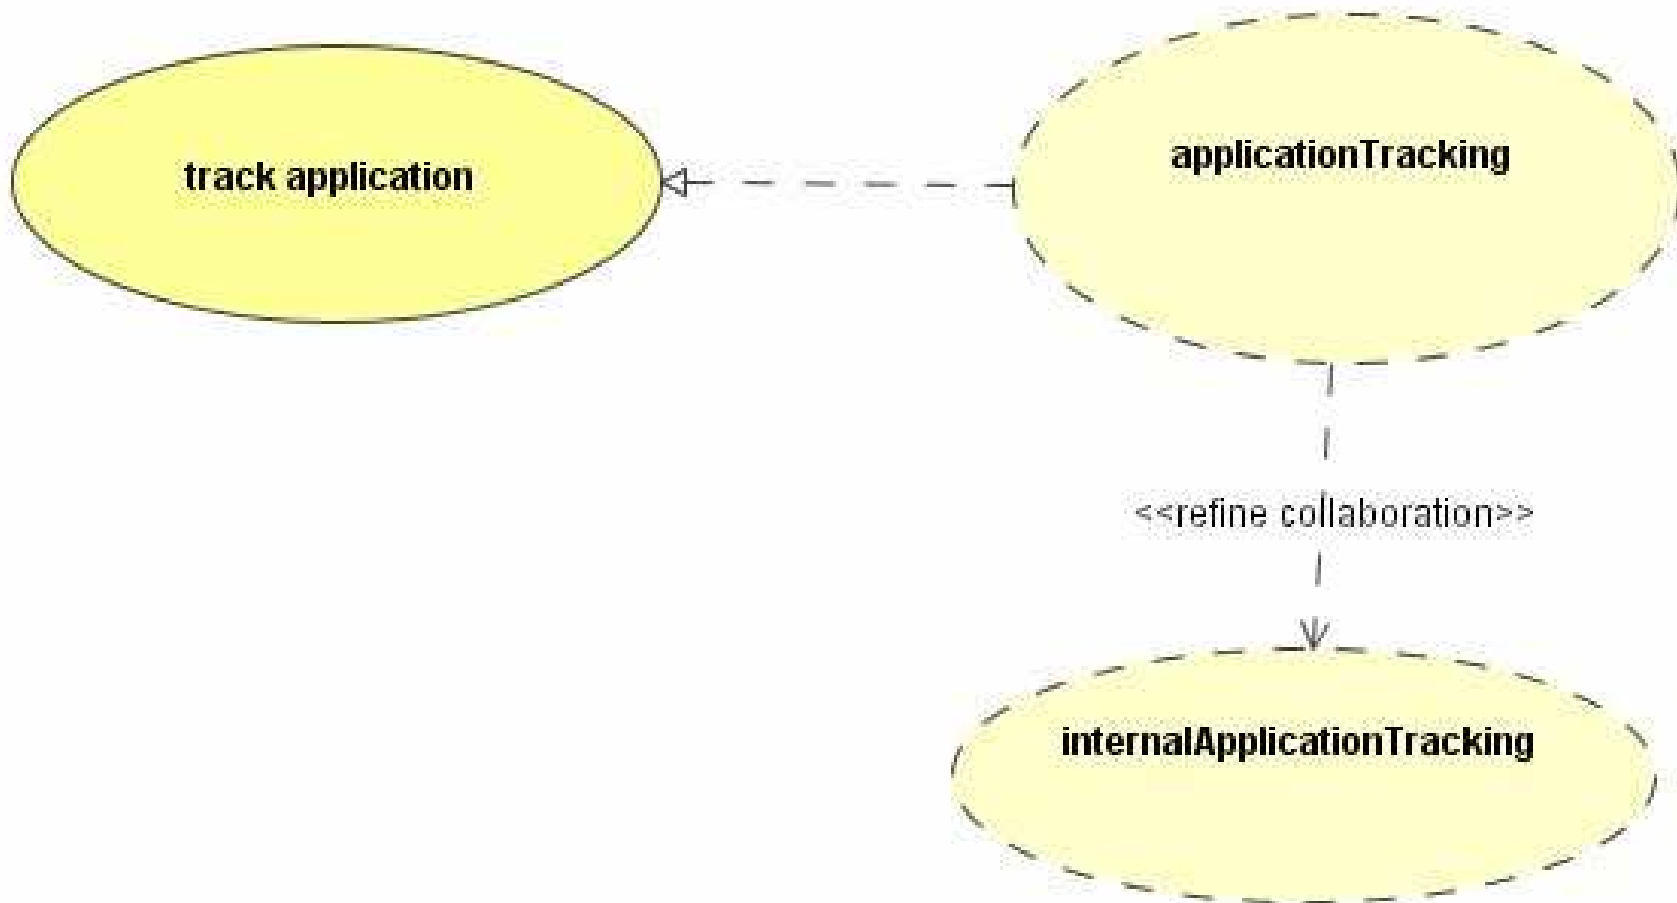 track application
applicationTracking
<<refine collaboration>>
internalApplicationTracking